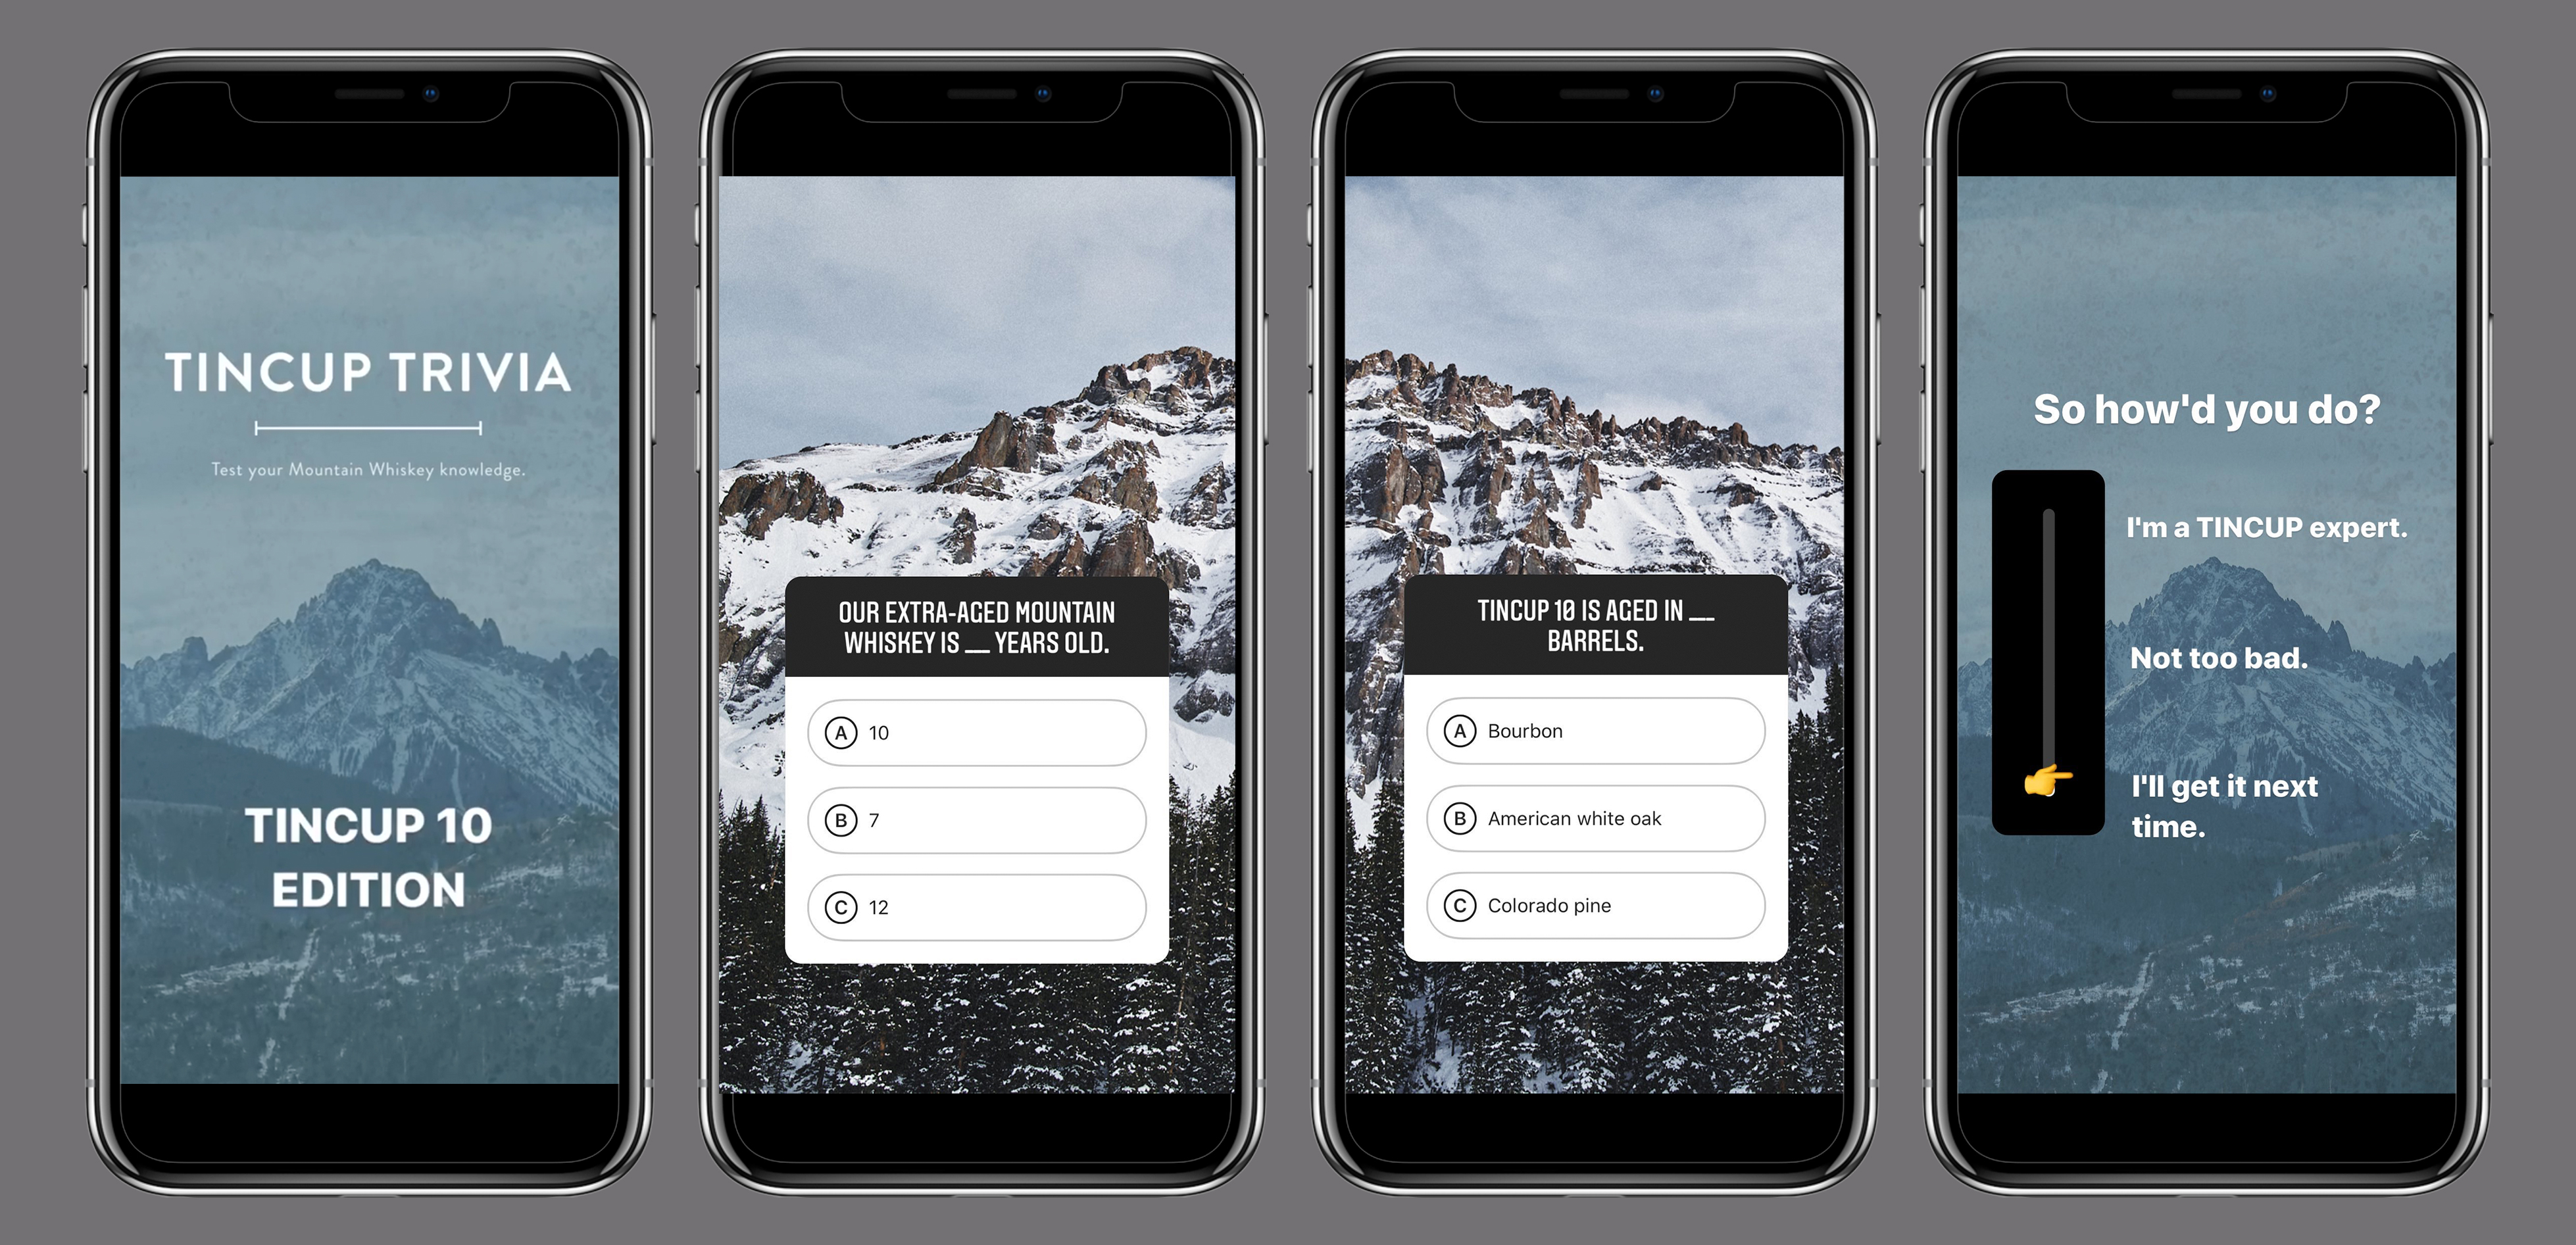 TINCUP TRIVIA
Test your Mountain Whiskey knowledge.
TINCUP 10
EDITION
OUR EXTRA-AGED MOUNTAIN
WHISKEY IS __ YEARS OLD.
A 10
B 7
C 12
TINCUP 10 IS AGED IN __
BARRELS.
A Bourbon
B American white oak
C Colorado pine
So how'd you do?
I'm a TINCUP expert.
Not too bad.
I'll get it next
time.